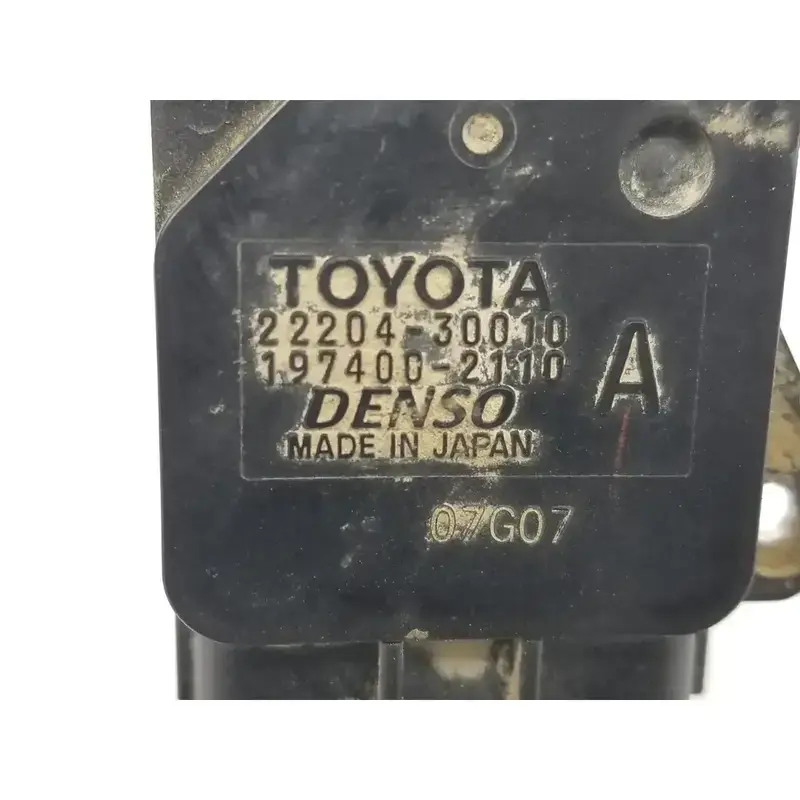 TOYOTA
22204-30010
197400-2110
A
DENSO
MADE IN JAPAN
07G07